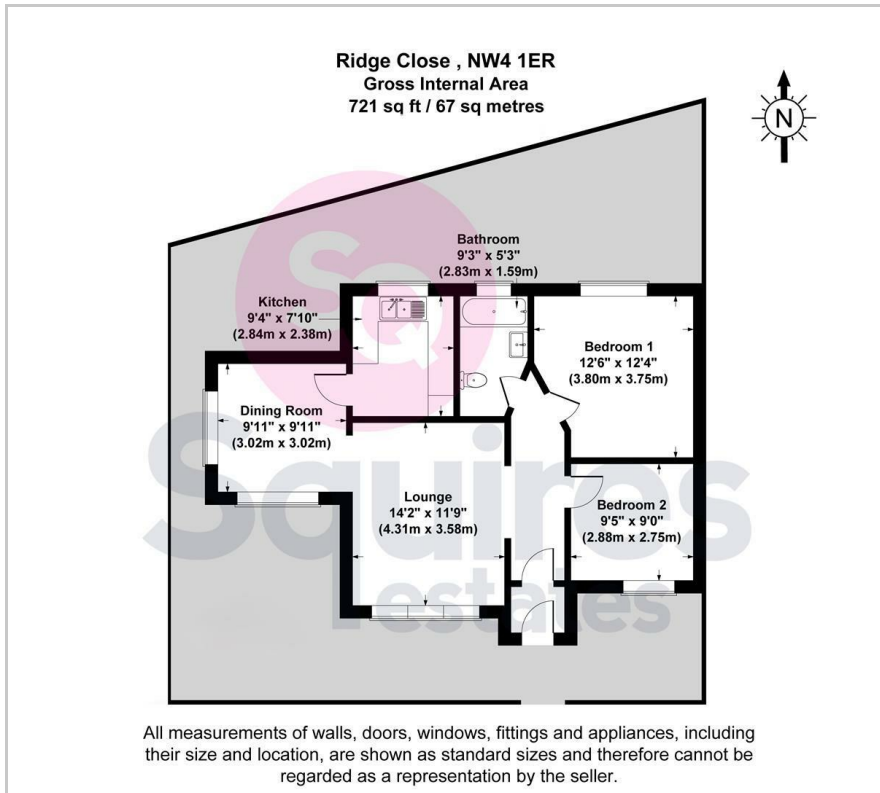 Ridge Close , NW4 1ER
Gross Internal Area
721 sq ft / 67 sq metres
N
SQ
Bathroom
9'3" x 5'3"
(2.83m x 1.59m)
Kitchen
9'4" x 7'10"
(2.84m x 2.38m)
Bedroom 1
12'6" x 12'4"
(3.80m x 3.75m)
Dining Room
9'11" x 9'11"
(3.02m x 3.02m)
Lounge
14'2" x 11'9"
(4.31m x 3.58m)
Bedroom 2
9'5" x 9'0"
(2.88m x 2.75m)
Squires
Estates
All measurements of walls, doors, windows, fittings and appliances, including
their size and location, are shown as standard sizes and therefore cannot be
regarded as a representation by the seller.